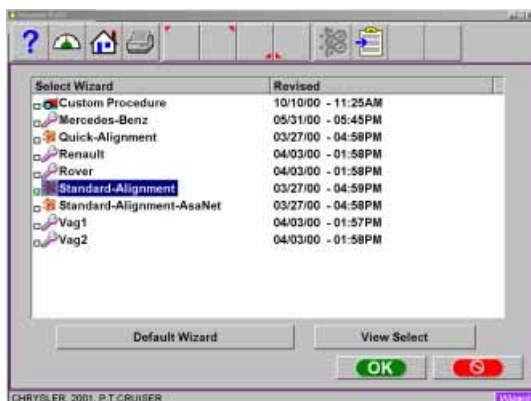 ?
Select Wizard Revised
Custom Procedure 10/10/00 - 11:25AM
Mercedes-Benz 05/31/00 - 05:45PM
Quick-Alignment 03/27/00 - 04:58PM
Renault 04/03/00 - 01:58PM
Rover 04/03/00 - 01:58PM
Standard-Alignment 03/27/00 - 04:59PM
Standard-Alignment-AsaNet 03/27/00 - 04:58PM
Vag1 04/03/00 - 01:57PM
Vag2 04/03/00 - 01:58PM
Default Wizard View Select
OK
CHRYSLER, 2001, P.T.CRUISER